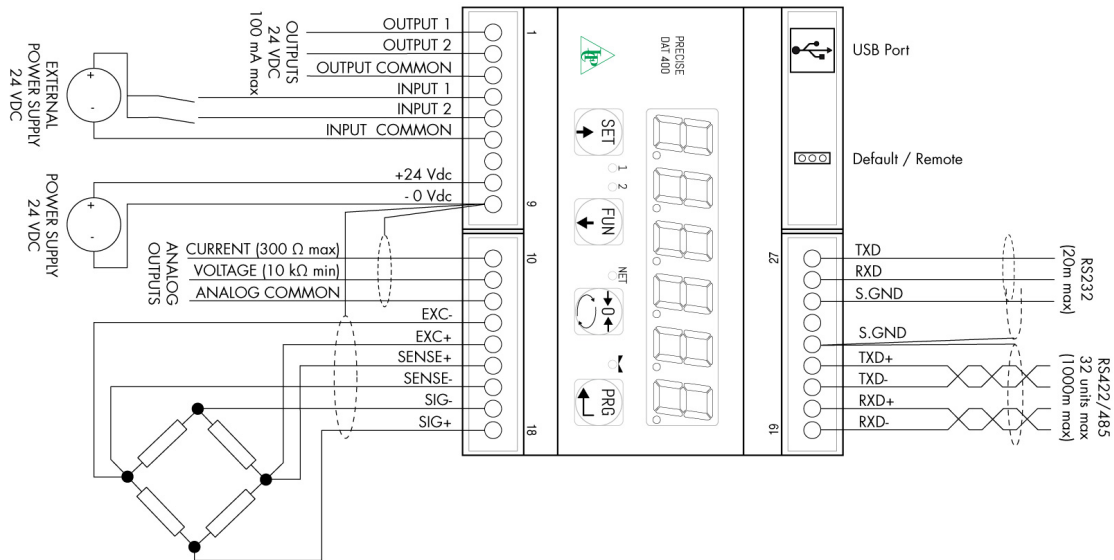 OUTPUTS
24 VDC
100 mA max
OUTPUT 1
OUTPUT 2
OUTPUT COMMON
INPUT 1
INPUT 2
INPUT COMMON
EXTERNAL
POWER SUPPLY
24 VDC
+
-
+24 Vdc
- 0 Vdc
POWER SUPPLY
24 VDC
+
-
ANALOG
OUTPUTS
CURRENT (300 Ω max)
VOLTAGE (10 kΩ min)
ANALOG COMMON
EXC-
EXC+
SENSE+
SENSE-
SIG-
SIG+
1
9
10
18
PRECISE
DAT 400
SET
1
2
FUN
NET
0
PRG
USB Port
Default / Remote
27
19
TXD
RXD
S.GND
S.GND
TXD+
TXD-
RXD+
RXD-
RS232
(20m max)
RS422/485
32 units max
(1000m max)